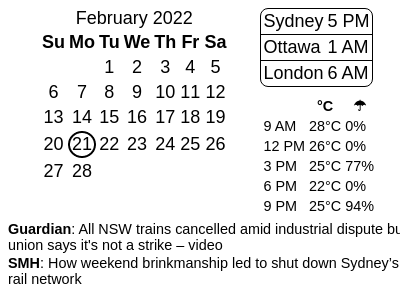 February 2022
Su Mo Tu We Th Fr Sa
1 2 3 4 5
6 7 8 9 10 11 12
13 14 15 16 17 18 19
20 21 22 23 24 25 26
27 28
Sydney 5 PM
Ottawa 1 AM
London 6 AM
°C ☂
9 AM 28°C 0%
12 PM 26°C 0%
3 PM 25°C 77%
6 PM 22°C 0%
9 PM 25°C 94%
Guardian: All NSW trains cancelled amid industrial dispute bu
union says it's not a strike – video
SMH: How weekend brinkmanship led to shut down Sydney's
rail network